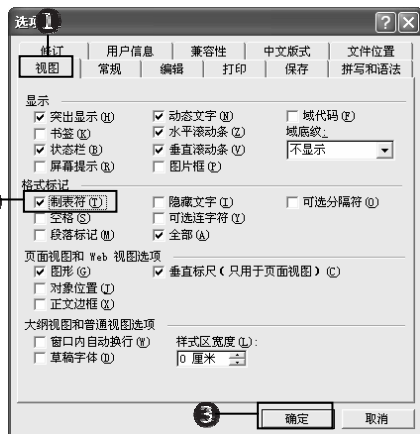 选项
1
修订 用户信息 兼容性 中文版式 文件位置
视图 常规 编辑 打印 保存 拼写和语法
显示
突出显示(H) 动态文字(N) 域代码(F)
书签(K) 水平滚动条(Z) 域底纹:
状态栏(B) 垂直滚动条(V) 不显示
屏幕提示(R) 图片框(P)
格式标记
制表符(T) 隐藏文字(I) 可选分隔符(O)
空格(S) 可选连字符(Y)
段落标记(M) 全部(A)
页面视图和 Web 视图选项
图形(G) 垂直标尺(只用于页面视图)(C)
对象位置(J)
正文边框(X)
大纲视图和普通视图选项
窗口内自动换行(W) 样式区宽度(L):
草稿字体(D) 0 厘米
3 确定 取消